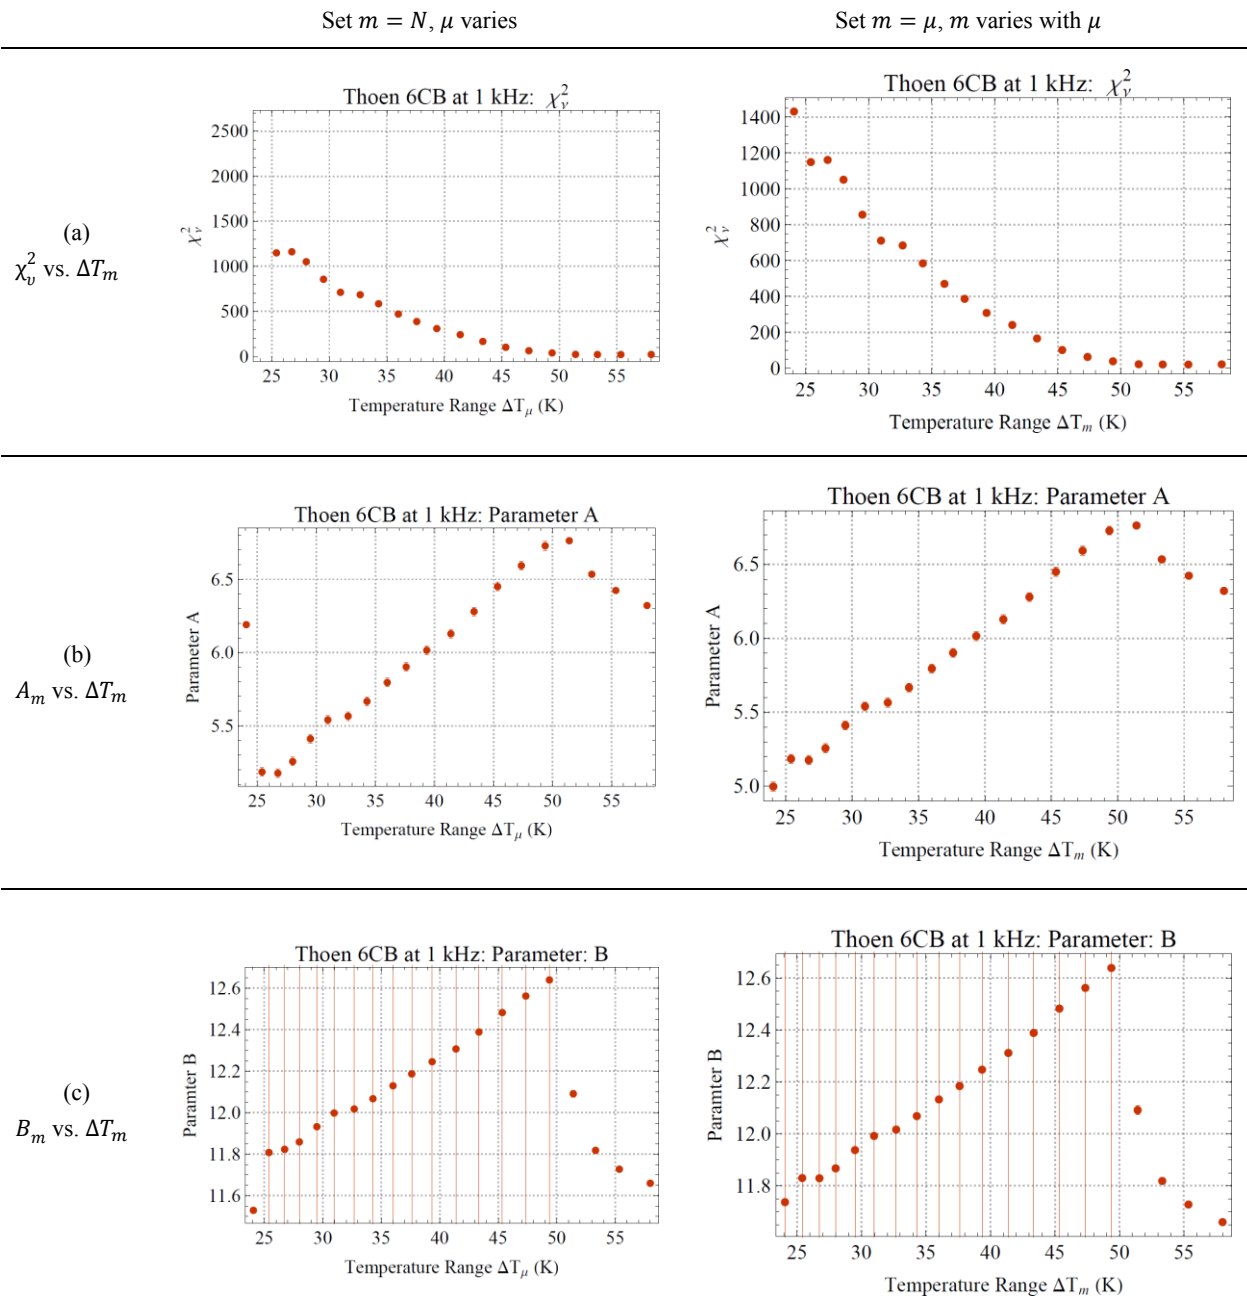 Set m = N, μ varies
Set m = μ, m varies with μ
(a)
χ²ᵥ vs. ΔTₘ
Thoen 6CB at 1 kHz: χ²ᵥ
χ²ᵥ
2500
2000
1500
1000
500
0
25 30 35 40 45 50 55
Temperature Range ΔT_μ (K)
Thoen 6CB at 1 kHz: χ²ᵥ
χ²ᵥ
1400
1200
1000
800
600
400
200
0
25 30 35 40 45 50 55
Temperature Range ΔTₘ (K)
(b)
Aₘ vs. ΔTₘ
Thoen 6CB at 1 kHz: Parameter A
Parameter A
6.5
6.0
5.5
25 30 35 40 45 50 55
Temperature Range ΔT_μ (K)
Thoen 6CB at 1 kHz: Parameter A
Parameter A
6.5
6.0
5.5
5.0
25 30 35 40 45 50 55
Temperature Range ΔTₘ (K)
(c)
Bₘ vs. ΔTₘ
Thoen 6CB at 1 kHz: Parameter: B
Paramter B
12.6
12.4
12.2
12.0
11.8
11.6
25 30 35 40 45 50 55
Temperature Range ΔT_μ (K)
Thoen 6CB at 1 kHz: Parameter: B
Paramter B
12.6
12.4
12.2
12.0
11.8
25 30 35 40 45 50 55
Temperature Range ΔTₘ (K)